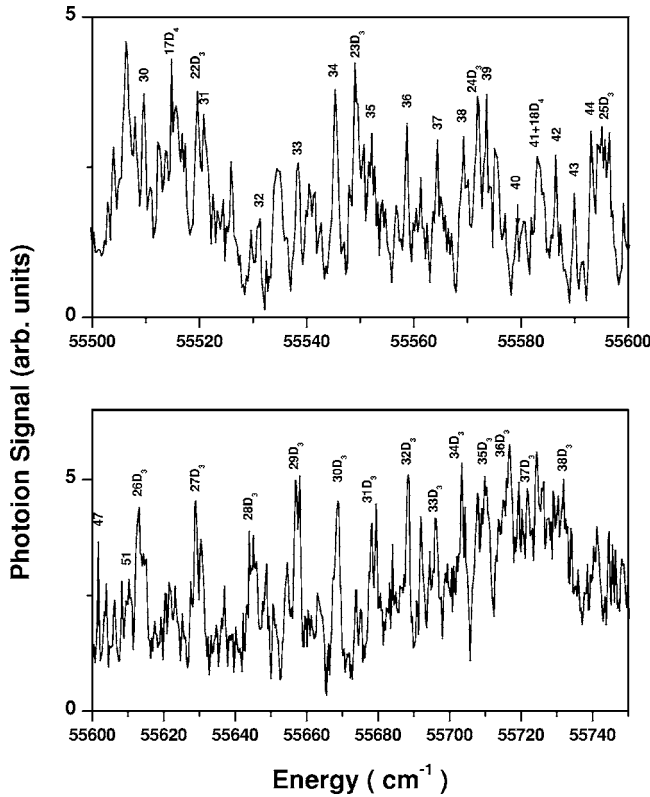 5
30
17D4
22D3
31
32
33
34
23D3
35
36
37
38
24D3
39
40
41+18D4
42
43
44
25D3
0
55500 55520 55540 55560 55580 55600
Photoion Signal (arb. units)
5
47
51
26D3
27D3
28D3
29D3
30D3
31D3
32D3
33D3
34D3
35D3
36D3
37D3
38D3
0
55600 55620 55640 55660 55680 55700 55720 55740
Energy ( cm-1)